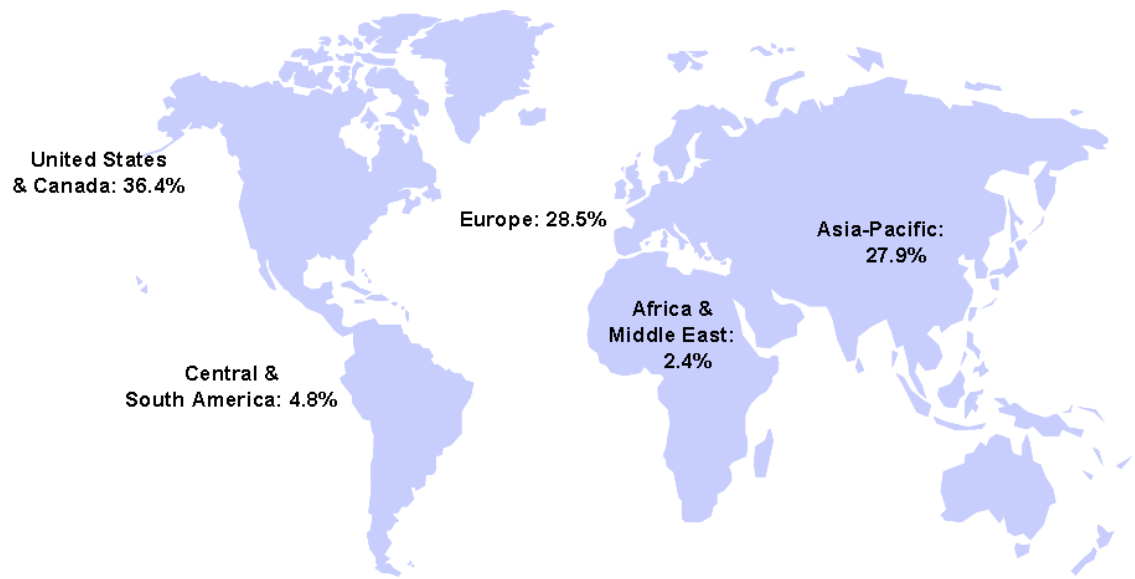 United States
& Canada: 36.4%
Europe: 28.5%
Asia-Pacific:
27.9%
Africa &
Middle East:
2.4%
Central &
South America: 4.8%